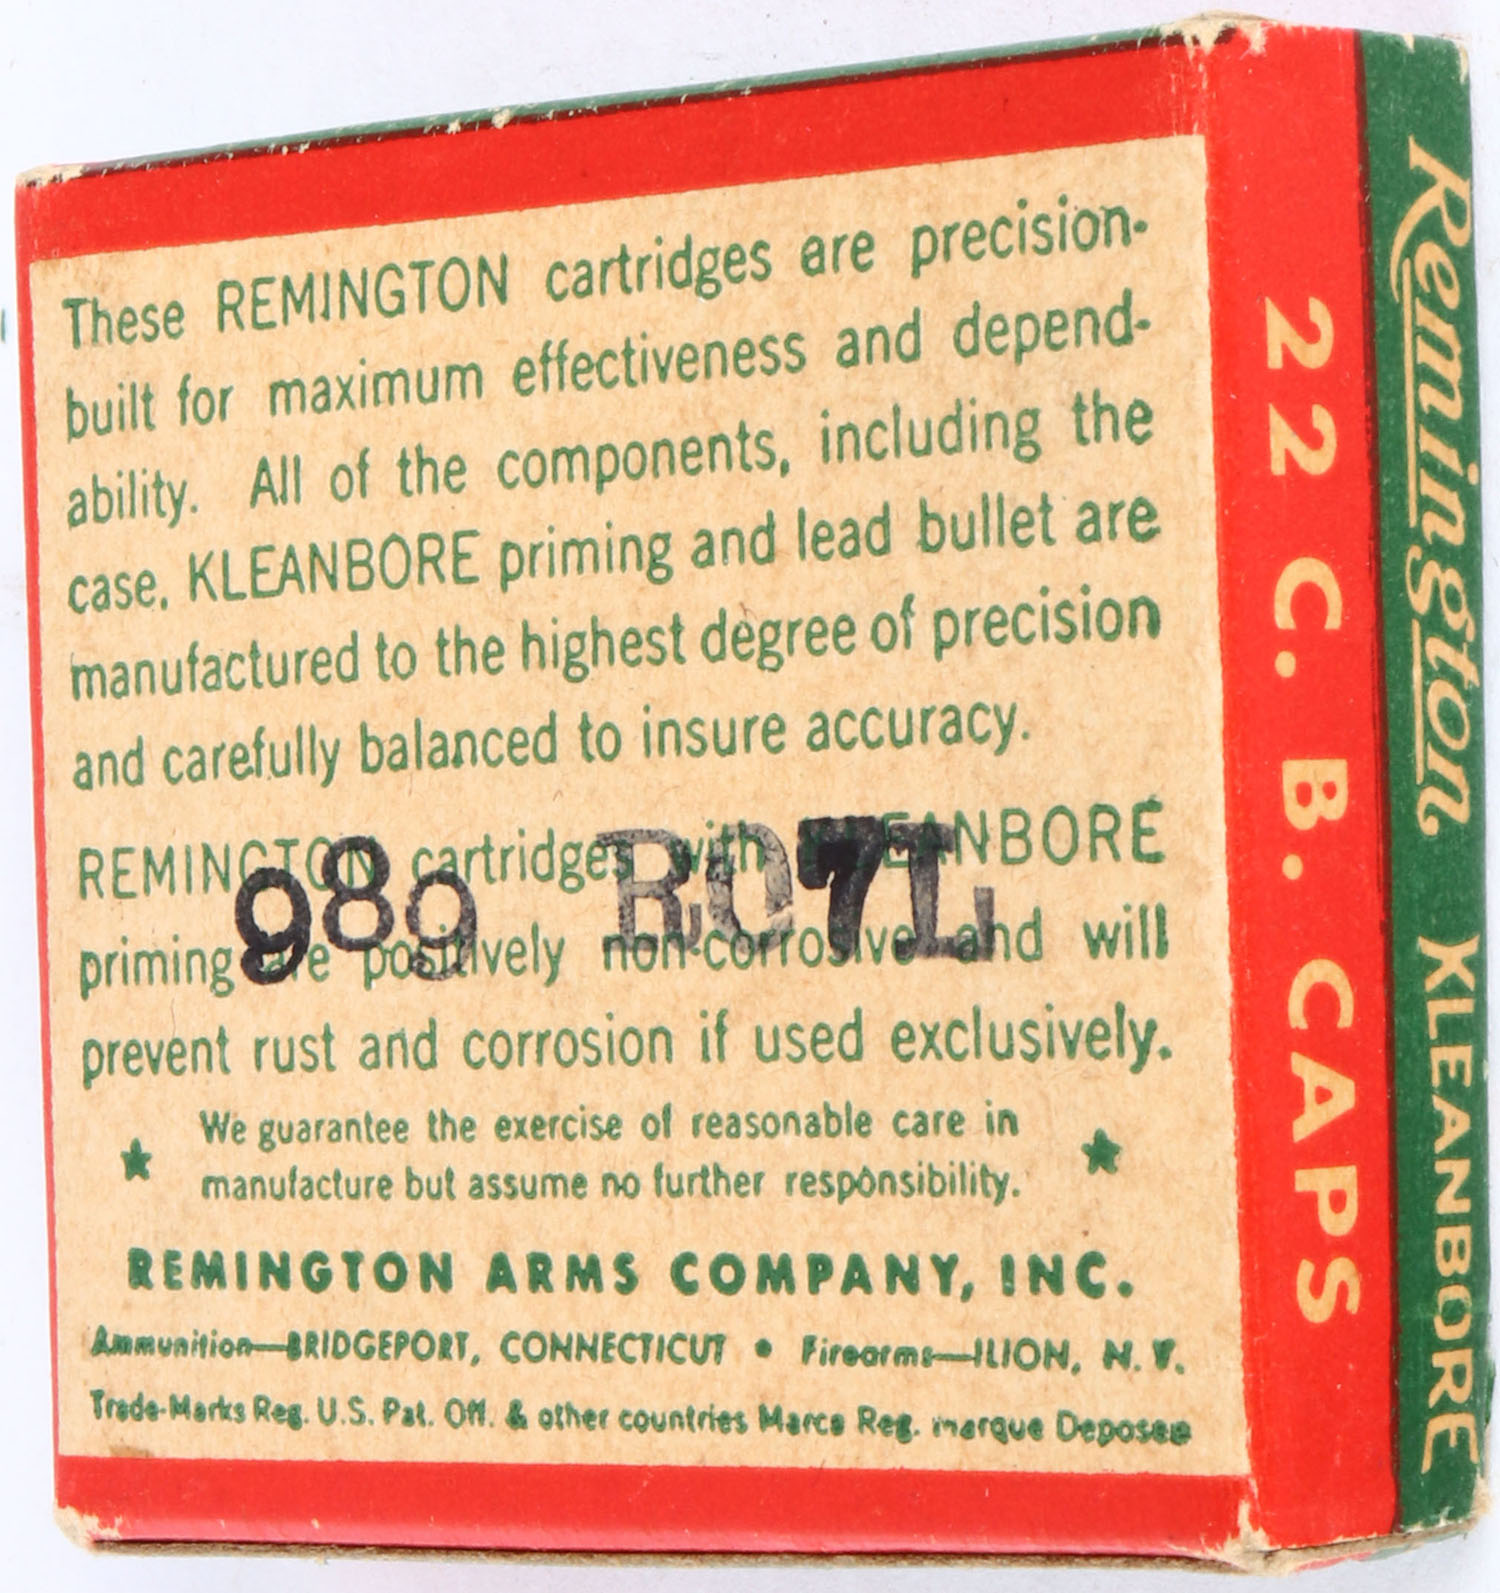 These REMINGTON cartridges are precision-
built for maximum effectiveness and depend-
ability. All of the components, including the
case, KLEANBORE priming and lead bullet are
manufactured to the highest degree of precision
and carefully balanced to insure accuracy.
REMINGTON cartridges with KLEANBORE
priming are positively non-corrosive and will
prevent rust and corrosion if used exclusively.
989 R07L
★ We guarantee the exercise of reasonable care in ★
manufacture but assume no further responsibility.
REMINGTON ARMS COMPANY, INC.
Ammunition—BRIDGEPORT, CONNECTICUT • Firearms—ILION, N. Y.
Trade-Marks Reg. U.S. Pat. Off. & other countries Marca Reg. marque Deposee
22 C. B. CAPS
Remington KLEANBORE